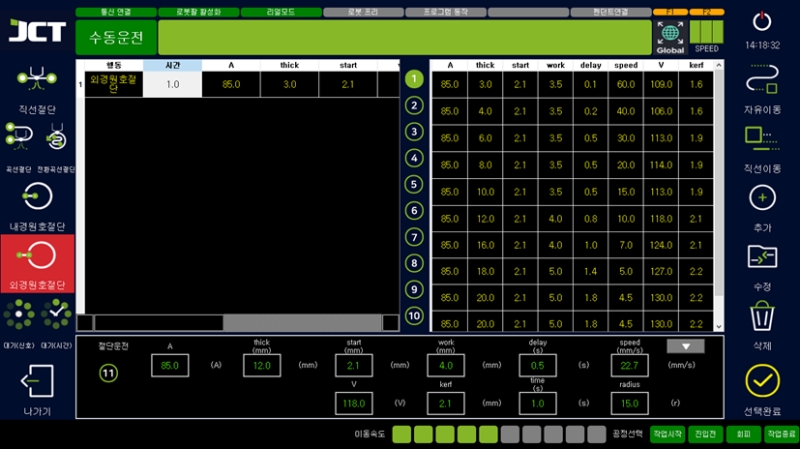 통신 연결 로봇팔 활성화 리얼모드 로봇 프리 프로그램 동작 펜던트연결 F1 F2
JCT 수동운전 Global SPEED 14:18:32
행동 시간 A thick start
1 외경원호절단 1.0 85.0 3.0 2.1
A thick start work delay speed V kerf
1 85.0 3.0 2.1 3.5 0.1 60.0 109.0 1.6
2 85.0 4.0 2.1 3.5 0.2 40.0 106.0 1.6
3 85.0 6.0 2.1 3.5 0.5 30.0 113.0 1.9
4 85.0 8.0 2.1 3.5 0.5 20.0 114.0 1.9
5 85.0 10.0 2.1 3.5 0.5 15.0 113.0 1.9
6 85.0 12.0 2.1 4.0 0.8 10.0 118.0 2.1
7 85.0 16.0 2.1 4.0 1.0 7.0 124.0 2.1
8 85.0 18.0 2.1 5.0 1.4 5.0 127.0 2.2
9 85.0 20.0 2.1 5.0 1.8 4.5 130.0 2.2
10 85.0 20.0 2.1 5.0 1.8 4.5 130.0 2.2
직선절단
곡선절단 전환곡선절단
내경원호절단
외경원호절단
대기(신호) 대기(시간)
나가기
자유이동
직선이동
추가
수정
삭제
선택완료
절단운전 A thick (mm) start (mm) work (mm) delay (s) speed (mm/s)
11 85.0 (A) 12.0 (mm) 2.1 (mm) 4.0 (mm) 0.5 (s) 22.7 (mm/s)
V kerf time (s) radius
118.0 (V) 2.1 (mm) 1.0 (s) 15.0 (r)
이동속도 공정선택 작업시작 진입전 회피 작업종료